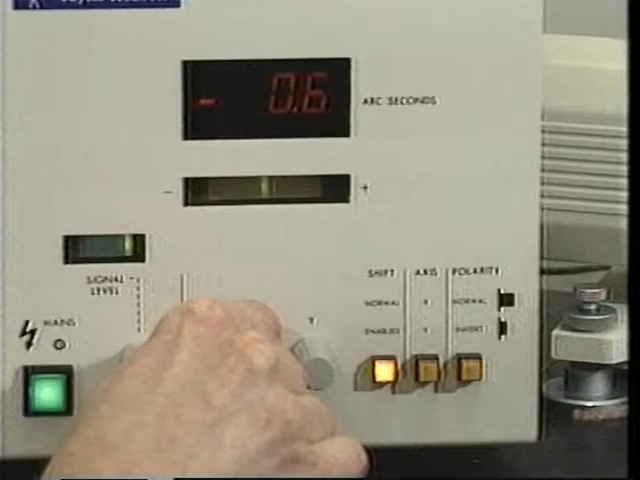 - 0.6
ARC SECONDS
- +
SIGNAL
LEVEL
MAINS
SHIFT AXIS POLARITY
NORMAL X NORMAL
ENABLED Y INVERT
Y